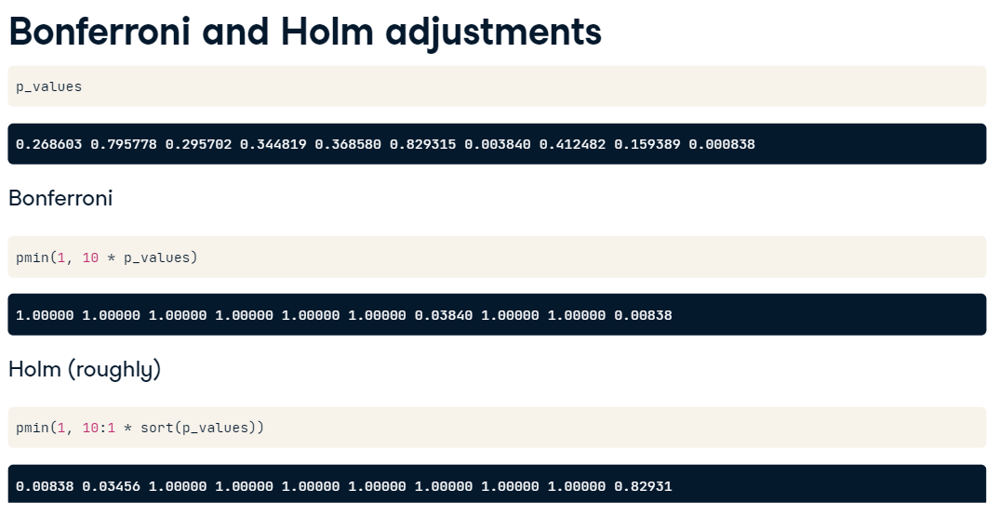 Bonferroni and Holm adjustments
p_values
0.268603 0.795778 0.295702 0.344819 0.368580 0.829315 0.003840 0.412482 0.159389 0.000838
Bonferroni
pmin(1, 10 * p_values)
1.00000 1.00000 1.00000 1.00000 1.00000 1.00000 0.03840 1.00000 1.00000 0.00838
Holm (roughly)
pmin(1, 10:1 * sort(p_values))
0.00838 0.03456 1.00000 1.00000 1.00000 1.00000 1.00000 1.00000 1.00000 0.82931